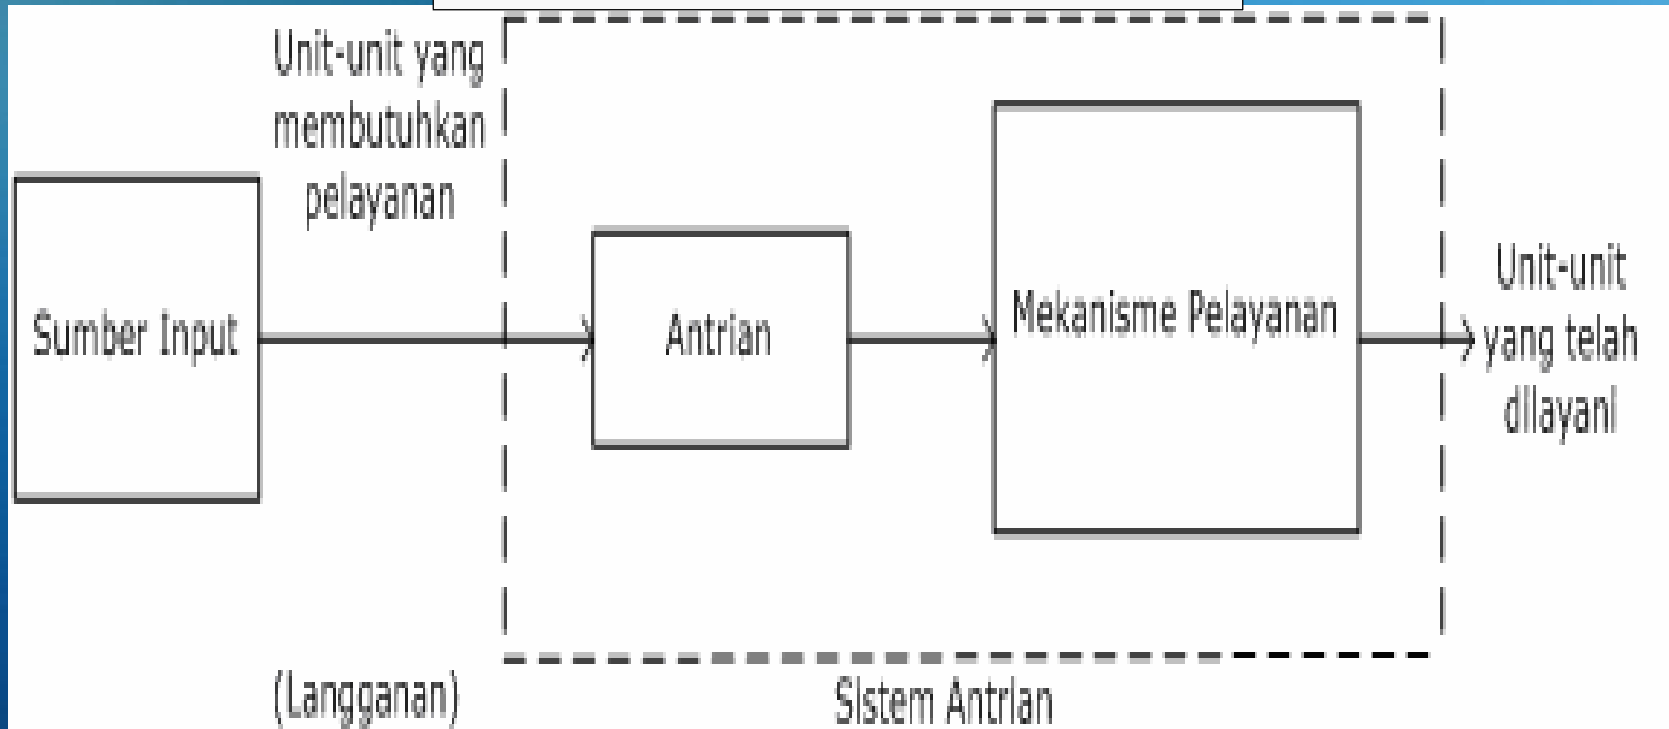 Unit-unit yang
membutuhkan
pelayanan
Sumber Input
Antrian
Mekanisme Pelayanan
Unit-unit
yang telah
dilayani
(Langganan)
Sistem Antrian